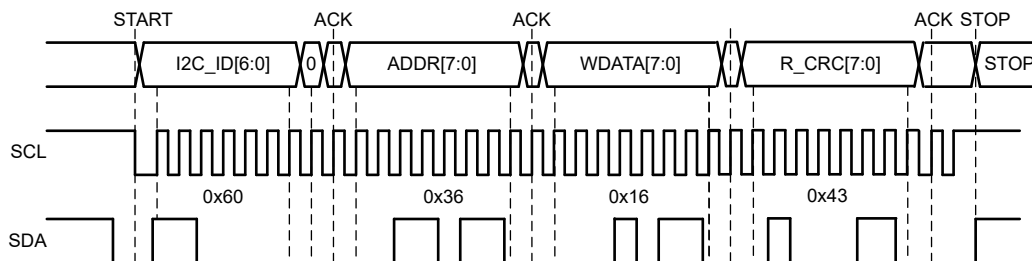 START ACK ACK ACK STOP
I2C_ID[6:0] 0 ADDR[7:0] WDATA[7:0] R_CRC[7:0] STOP
SCL
0x60 0x36 0x16 0x43
SDA